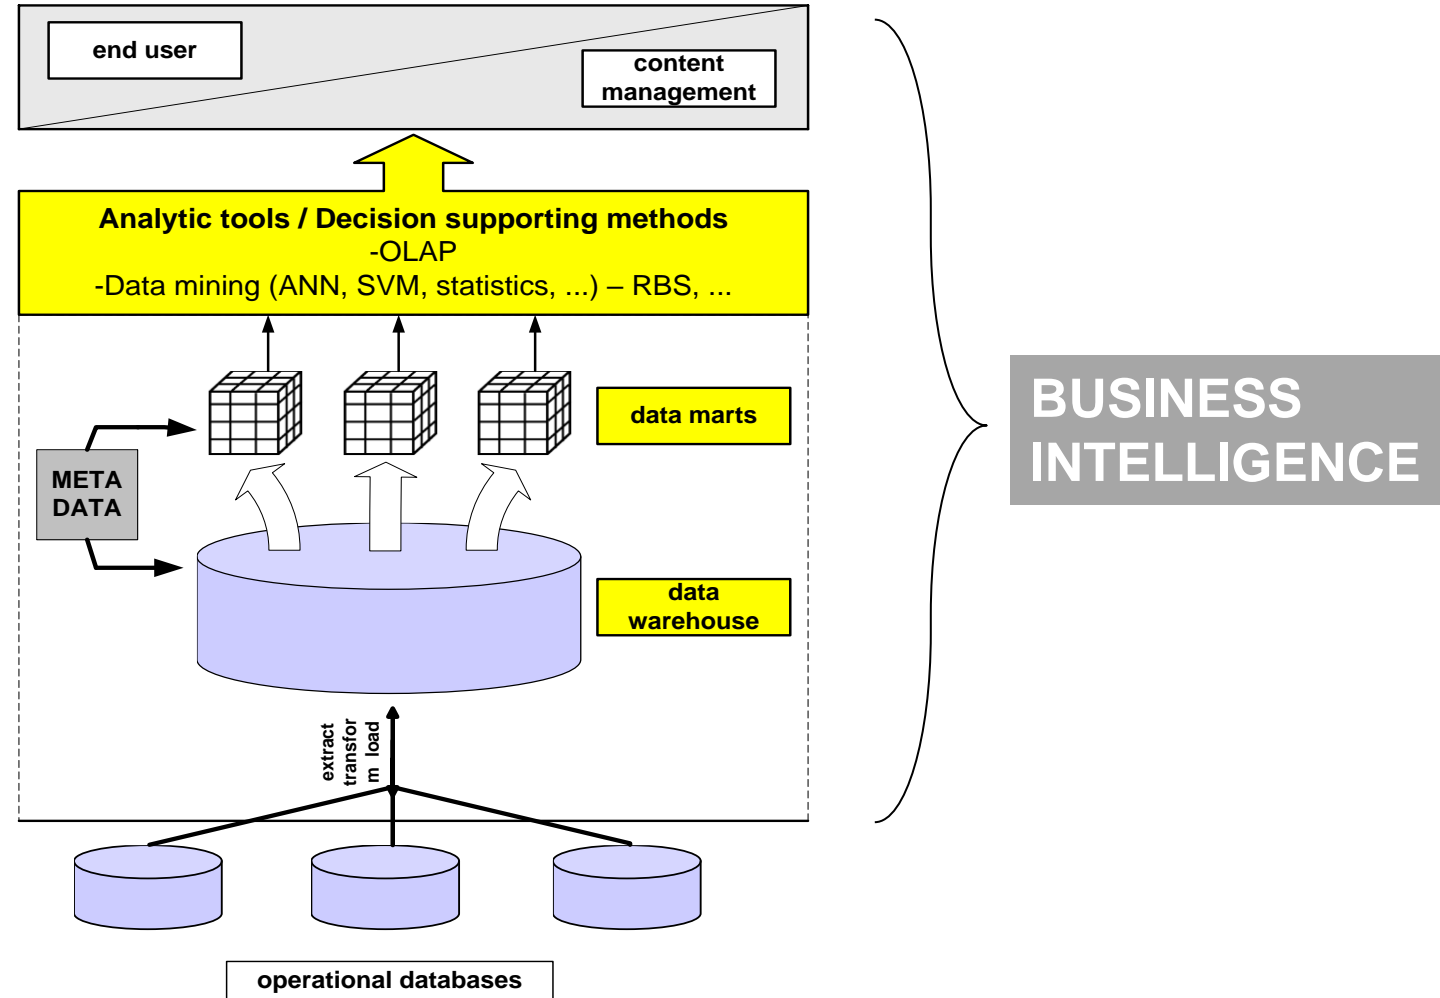 end user
content
management
Analytic tools / Decision supporting methods
-OLAP
-Data mining (ANN, SVM, statistics, ...) – RBS, ...
data marts
META
DATA
BUSINESS
INTELLIGENCE
data
warehouse
extract
transfor
m load
operational databases